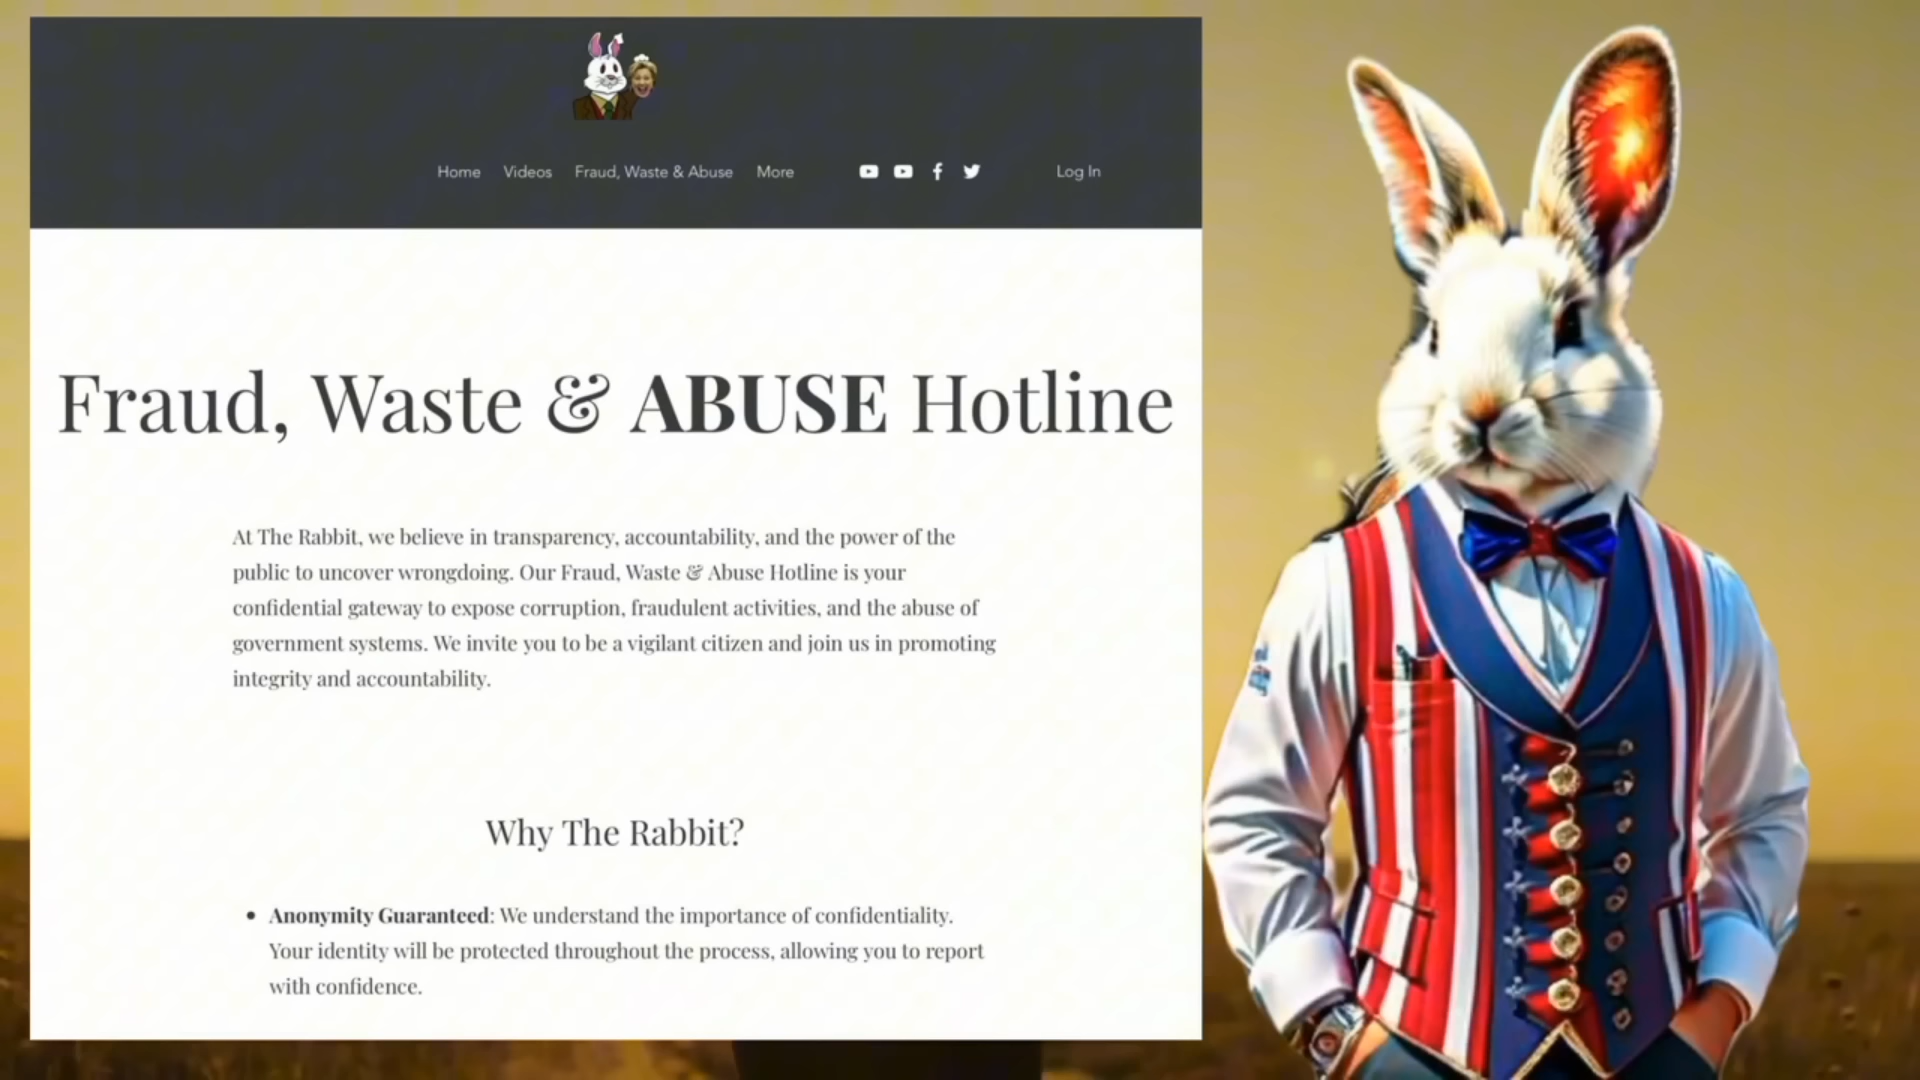 Home Videos Fraud, Waste & Abuse More Log In
Fraud, Waste & ABUSE Hotline
At The Rabbit, we believe in transparency, accountability, and the power of the
public to uncover wrongdoing. Our Fraud, Waste & Abuse Hotline is your
confidential gateway to expose corruption, fraudulent activities, and the abuse of
government systems. We invite you to be a vigilant citizen and join us in promoting
integrity and accountability.
Why The Rabbit?
• Anonymity Guaranteed: We understand the importance of confidentiality.
Your identity will be protected throughout the process, allowing you to report
with confidence.